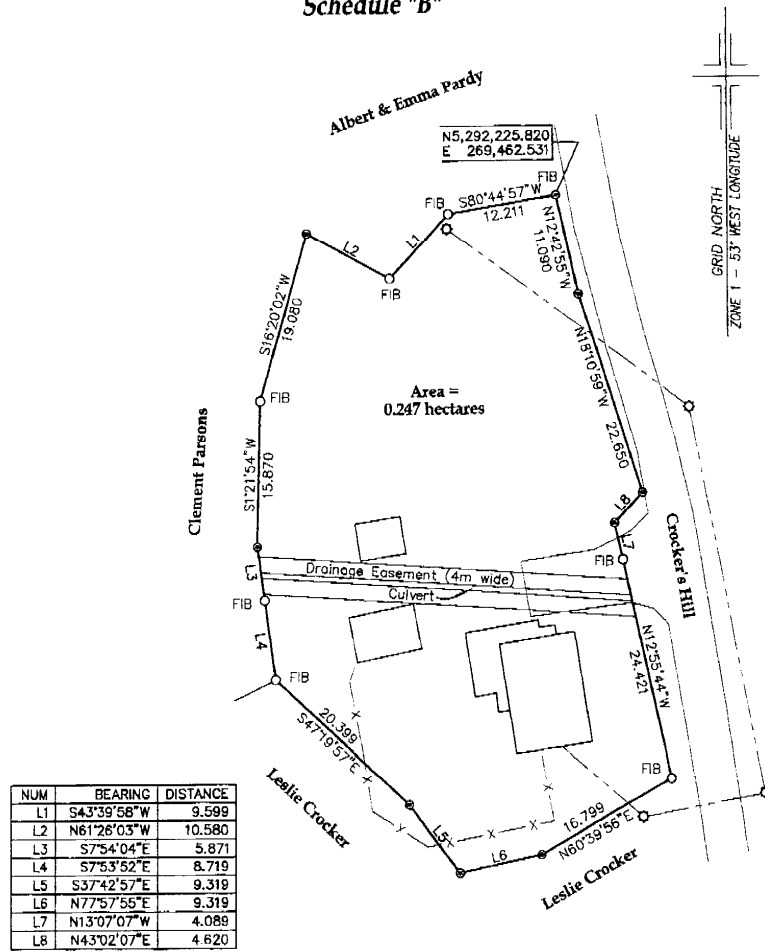 Schedule "B"
Albert & Emma Pardy
N5,292,225.820
E 269,462.531
GRID NORTH
ZONE 1 - 53° WEST LONGITUDE
FIB
FIB
S80°44'57"W
12.211
N12°42'55"W
11.090
L1
L2
FIB
S16°20'02"W
19.080
N18°10'59"W
22.650
Area =
0.247 hectares
FIB
Clement Parsons
S1°21'54"W
15.870
L8
L7
Crocker's Hill
FIB
L3
Drainage Easement (4m wide)
Culvert
FIB
L4
N12°55'44"W
24.421
FIB
20.399
S47°19'57"E
FIB
Leslie Crocker
L5
L6
16.799
N60°39'56"E
Leslie Crocker
NUM BEARING DISTANCE
L1 S43°39'58"W 9.599
L2 N61°26'03"W 10.580
L3 S7°54'04"E 5.871
L4 S7°53'52"E 8.719
L5 S37°42'57"E 9.319
L6 N77°57'55"E 9.319
L7 N13°07'07"W 4.089
L8 N43°02'07"E 4.620